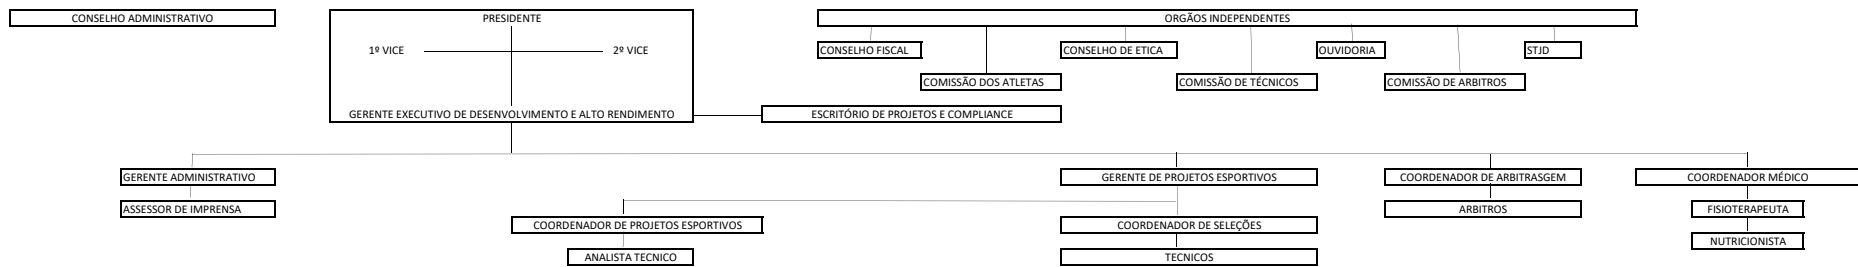 CONSELHO ADMINISTRATIVO
PRESIDENTE
ORGÃOS INDEPENDENTES
1º VICE
2º VICE
CONSELHO FISCAL
CONSELHO DE ETICA
OUVIDORIA
STJD
COMISSÃO DOS ATLETAS
COMISSÃO DE TÉCNICOS
COMISSÃO DE ARBITROS
GERENTE EXECUTIVO DE DESENVOLVIMENTO E ALTO RENDIMENTO
ESCRITÓRIO DE PROJETOS E COMPLIANCE
GERENTE ADMINISTRATIVO
GERENTE DE PROJETOS ESPORTIVOS
COORDENADOR DE ARBITRASGEM
COORDENADOR MÉDICO
ASSESSOR DE IMPRENSA
ARBITROS
FISIOTERAPEUTA
COORDENADOR DE PROJETOS ESPORTIVOS
COORDENADOR DE SELEÇÕES
NUTRICIONISTA
ANALISTA TECNICO
TECNICOS